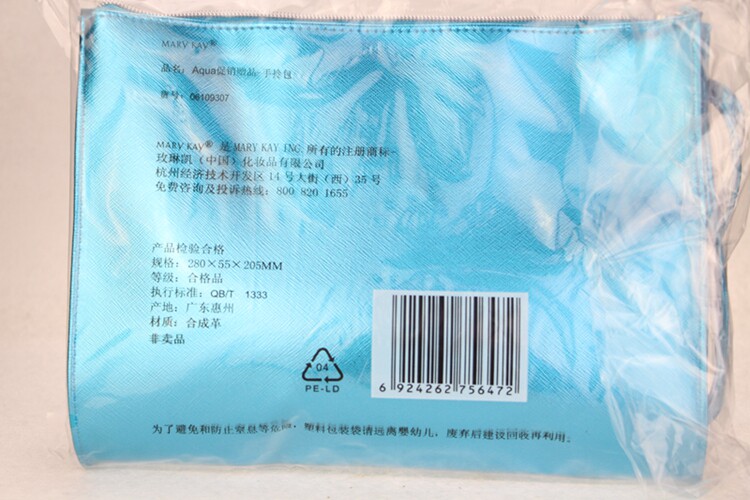 MARY KAY®
品名：Aqua促销赠品-手拎包
货号：06109307
MARY KAY® 是 MARY KAY INC. 所有的注册商标
玫琳凯（中国）化妆品有限公司
杭州经济技术开发区 14 号大街（西）35 号
免费咨询及投诉热线：800 820 1655
产品检验合格
规格：280×55×205MM
等级：合格品
执行标准：QB/T 1333
产地：广东惠州
材质：合成革
非卖品
04
PE-LD
6 924262 756472
为了避免和防止窒息等危险，塑料包装袋请远离婴幼儿，废弃后建议回收再利用。